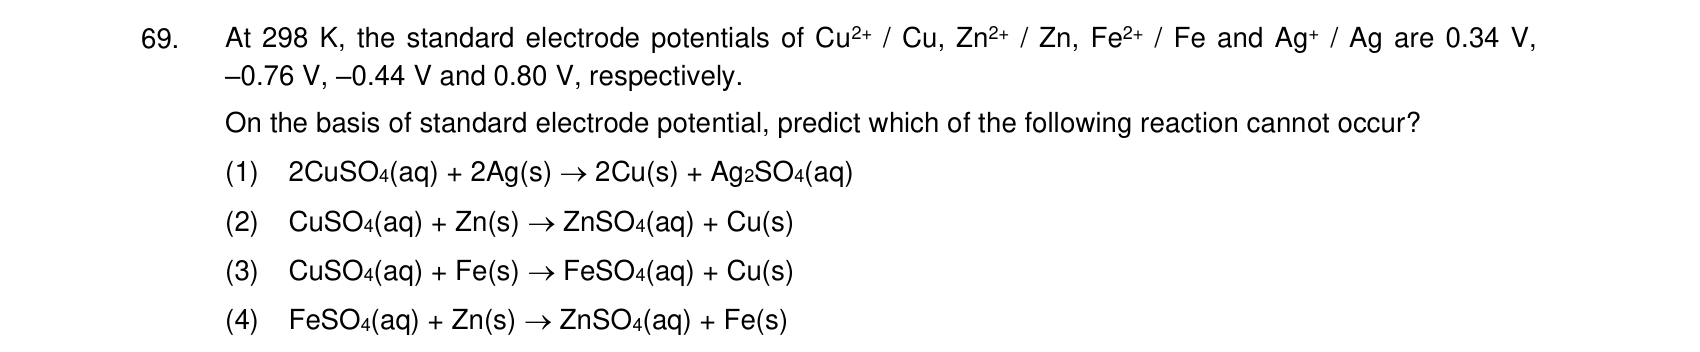 69. At 298 K, the standard electrode potentials of Cu²⁺ / Cu, Zn²⁺ / Zn, Fe²⁺ / Fe and Ag⁺ / Ag are 0.34 V,
–0.76 V, –0.44 V and 0.80 V, respectively.
On the basis of standard electrode potential, predict which of the following reaction cannot occur?
(1) 2CuSO₄(aq) + 2Ag(s) → 2Cu(s) + Ag₂SO₄(aq)
(2) CuSO₄(aq) + Zn(s) → ZnSO₄(aq) + Cu(s)
(3) CuSO₄(aq) + Fe(s) → FeSO₄(aq) + Cu(s)
(4) FeSO₄(aq) + Zn(s) → ZnSO₄(aq) + Fe(s)